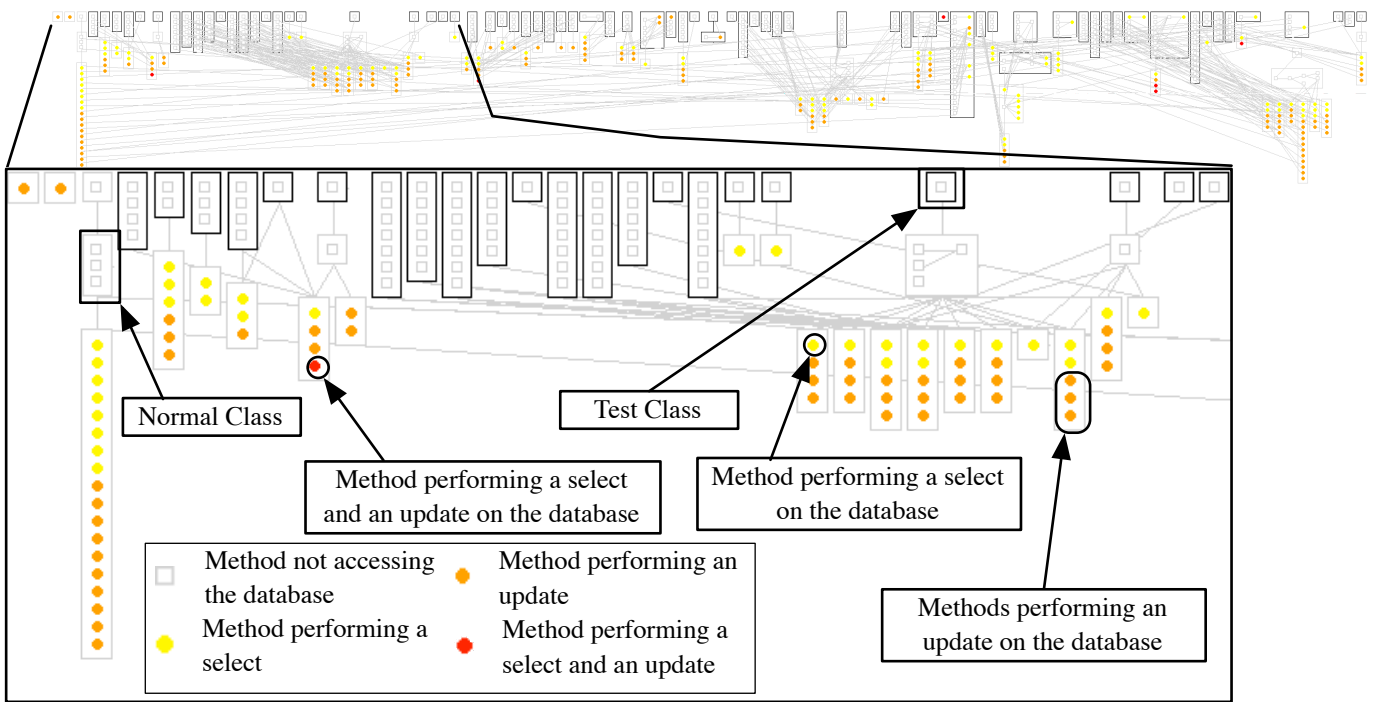 Normal Class
Test Class
Method performing a select
and an update on the database
Method performing a select
on the database
Method not accessing
the database
Method performing an
update
Method performing a
select
Method performing a
select and an update
Methods performing an
update on the database